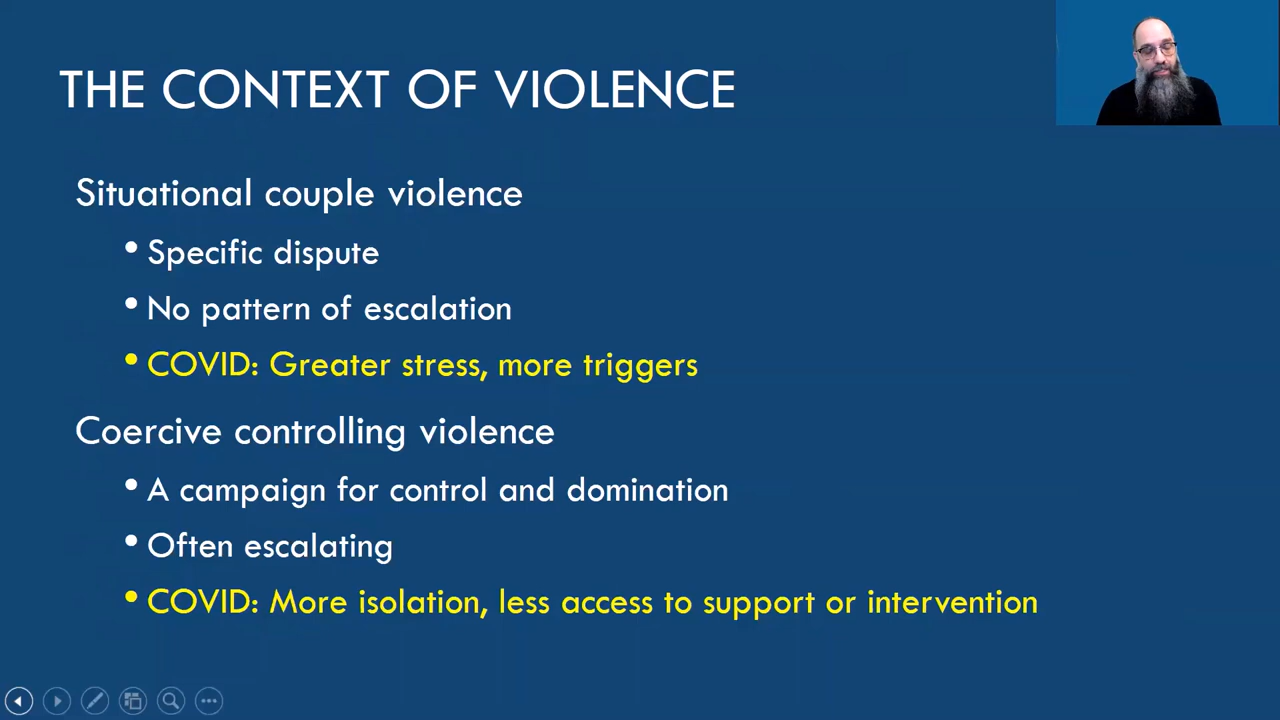 THE CONTEXT OF VIOLENCE
Situational couple violence
• Specific dispute
• No pattern of escalation
• COVID: Greater stress, more triggers
Coercive controlling violence
• A campaign for control and domination
• Often escalating
• COVID: More isolation, less access to support or intervention